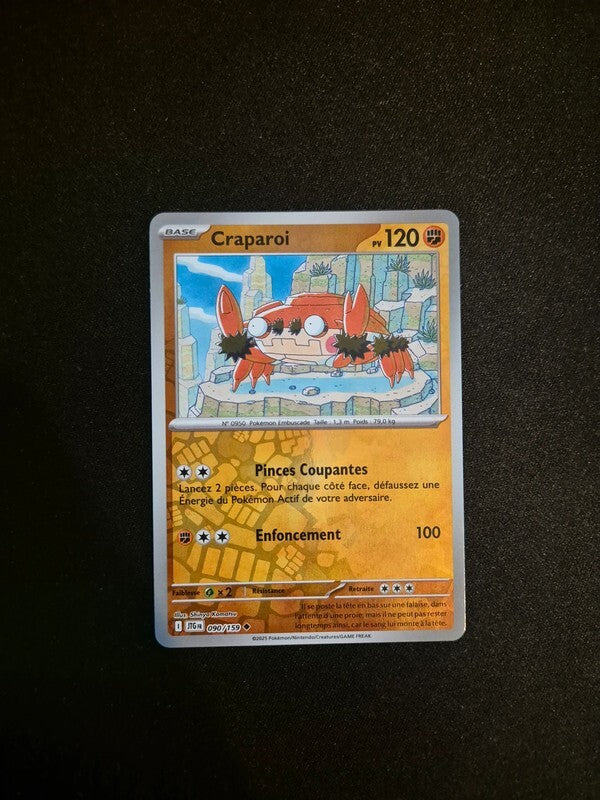 BASE Craparoi PV 120
N° 0950 Pokémon Embuscade Taille : 1,3 m Poids : 79,0 kg
Pinces Coupantes
Lancez 2 pièces. Pour chaque côté face, défaussez une
Énergie du Pokémon Actif de votre adversaire.
Enfoncement 100
Faiblesse ×2 Résistance Retraite
Illus. Shinya Komatsu
Il se poste la tête en bas sur une falaise, dans
l'attente d'une proie, mais il ne peut pas rester
longtemps ainsi, car le sang lui monte à la tête.
I JTG FR 090/159
©2025 Pokémon/Nintendo/Creatures/GAME FREAK